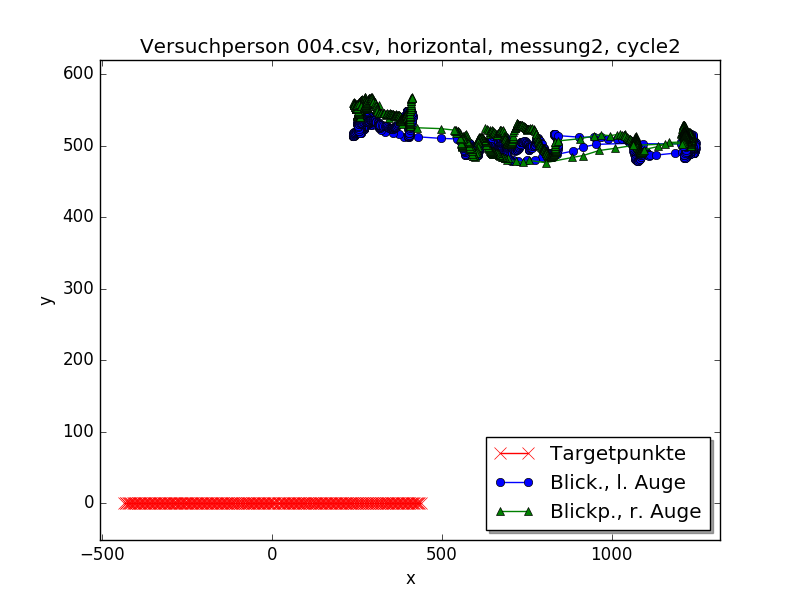 Versuchperson 004.csv, horizontal, messung2, cycle2
600
500
400
300
200
100
0
y
−500
0
500
1000
x
Targetpunkte
Blick., l. Auge
Blickp., r. Auge